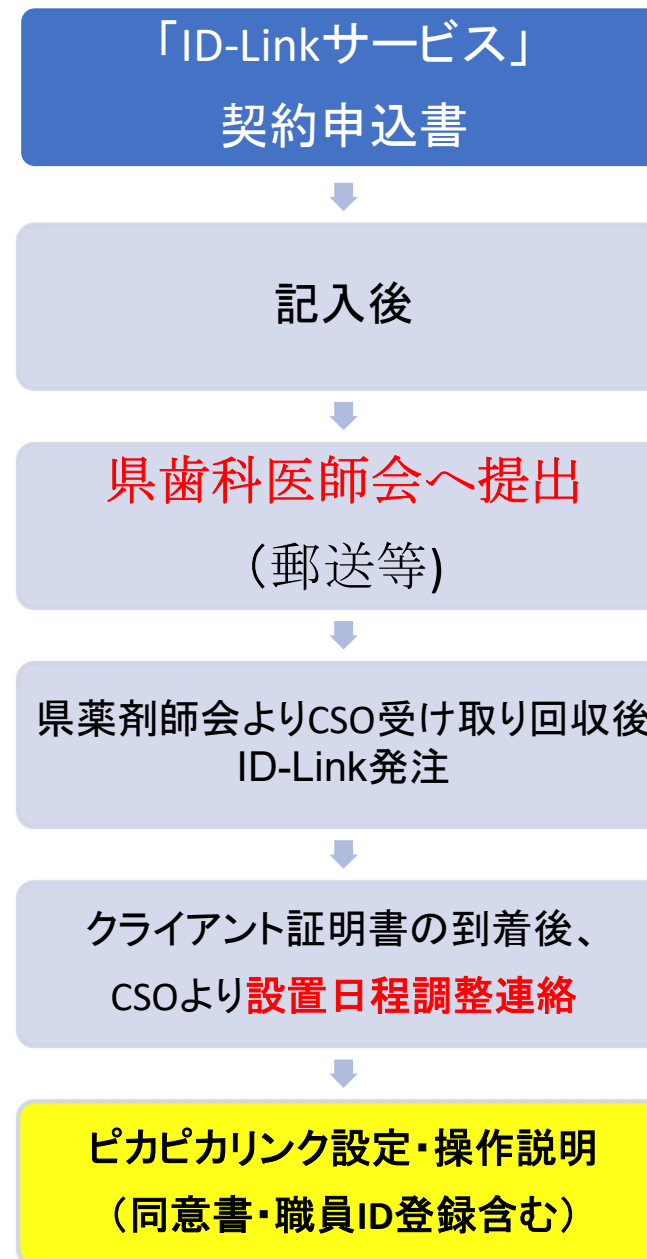 「ID-Linkサービス」
契約申込書
記入後
県歯科医師会へ提出
（郵送等)
県薬剤師会よりCSO受け取り回収後
ID-Link発注
クライアント証明書の到着後、
CSOより設置日程調整連絡
ピカピカリンク設定・操作説明
（同意書・職員ID登録含む）